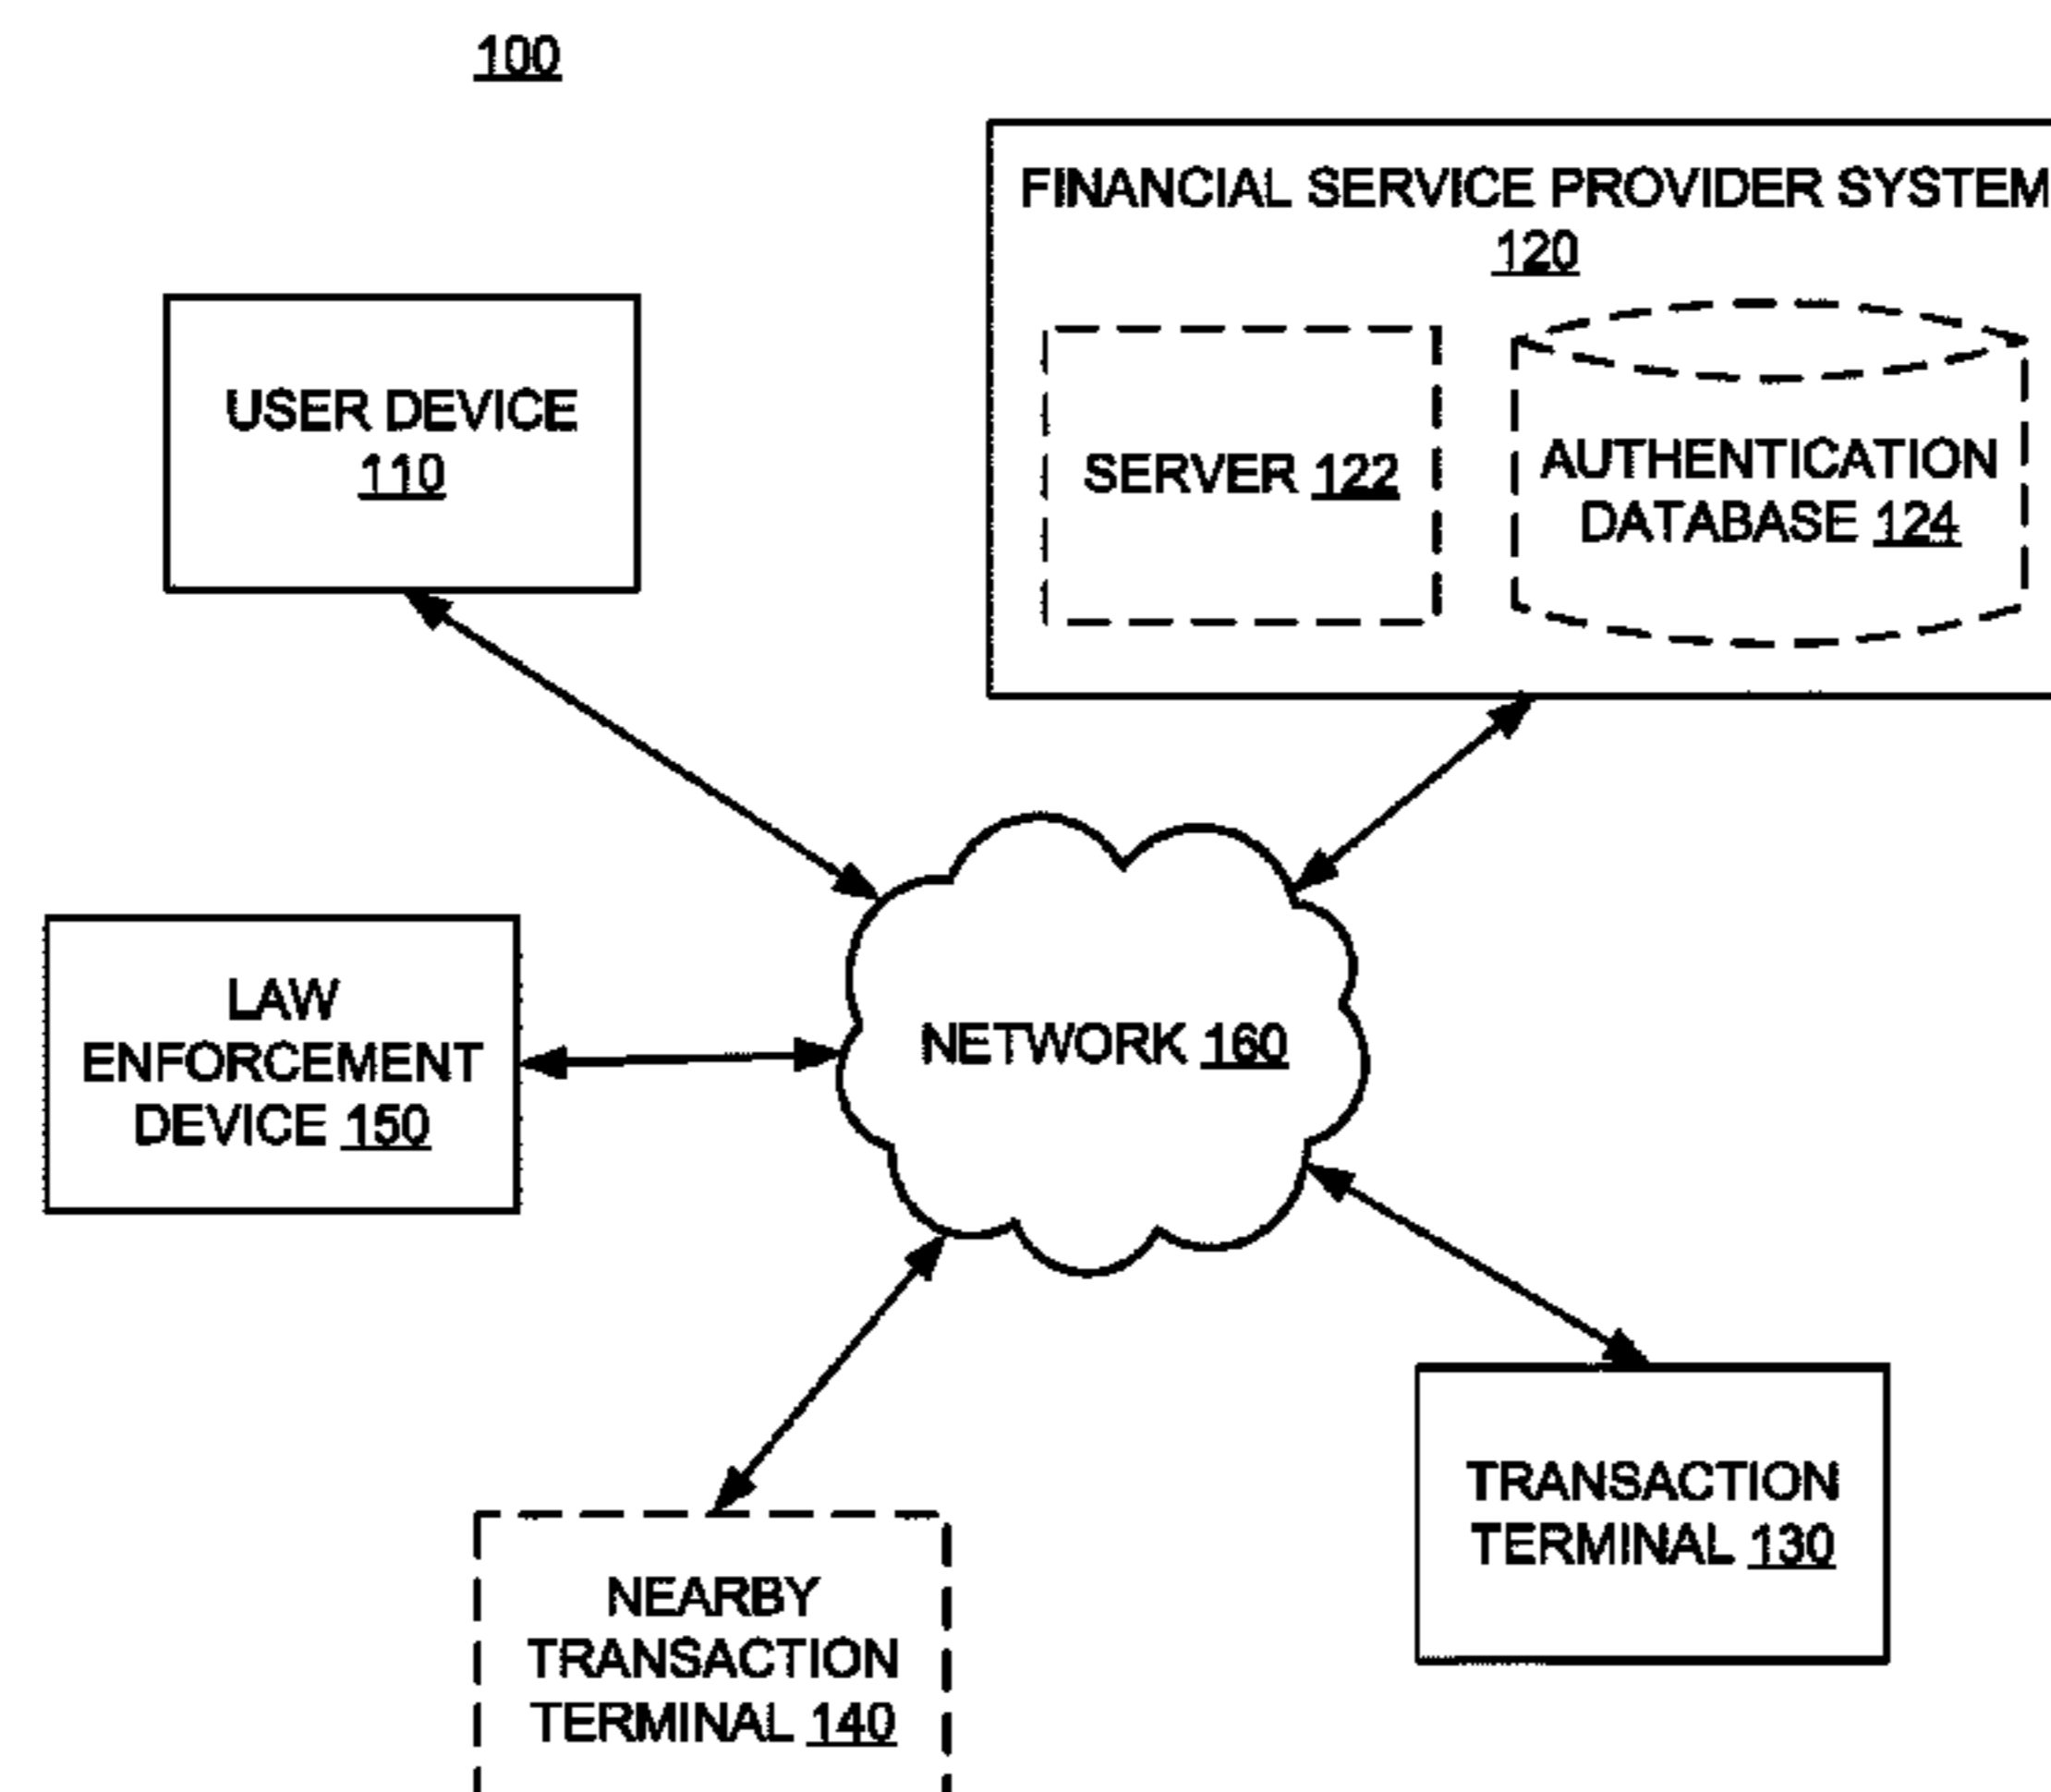 100
FINANCIAL SERVICE PROVIDER SYSTEM
120
USER DEVICE
110
SERVER 122
AUTHENTICATION
DATABASE 124
LAW
ENFORCEMENT
DEVICE 150
NETWORK 160
TRANSACTION
TERMINAL 130
NEARBY
TRANSACTION
TERMINAL 140